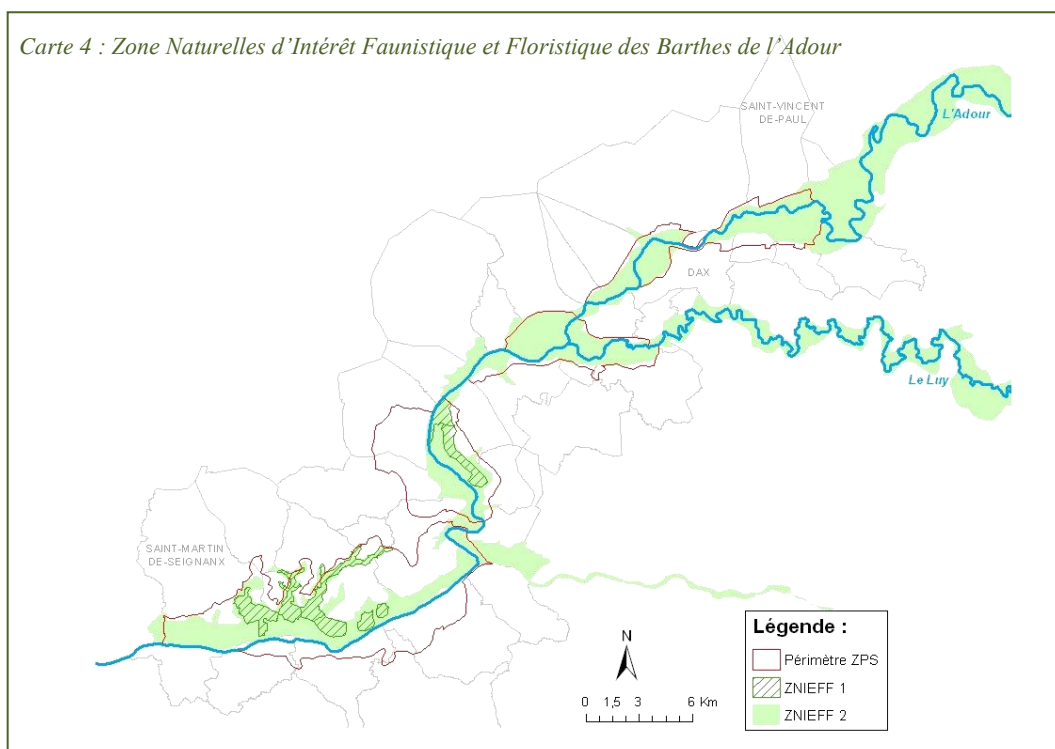 Carte 4 : Zone Naturelles d’Intérêt Faunistique et Floristique des Barthes de l’Adour
SAINT-VINCENT
DE-PAUL
L'Adour
DAX
Le Luy
SAINT-MARTIN
DE-SEIGNANX
N
0 1,5 3 6 Km
Légende :
Périmètre ZPS
ZNIEFF 1
ZNIEFF 2